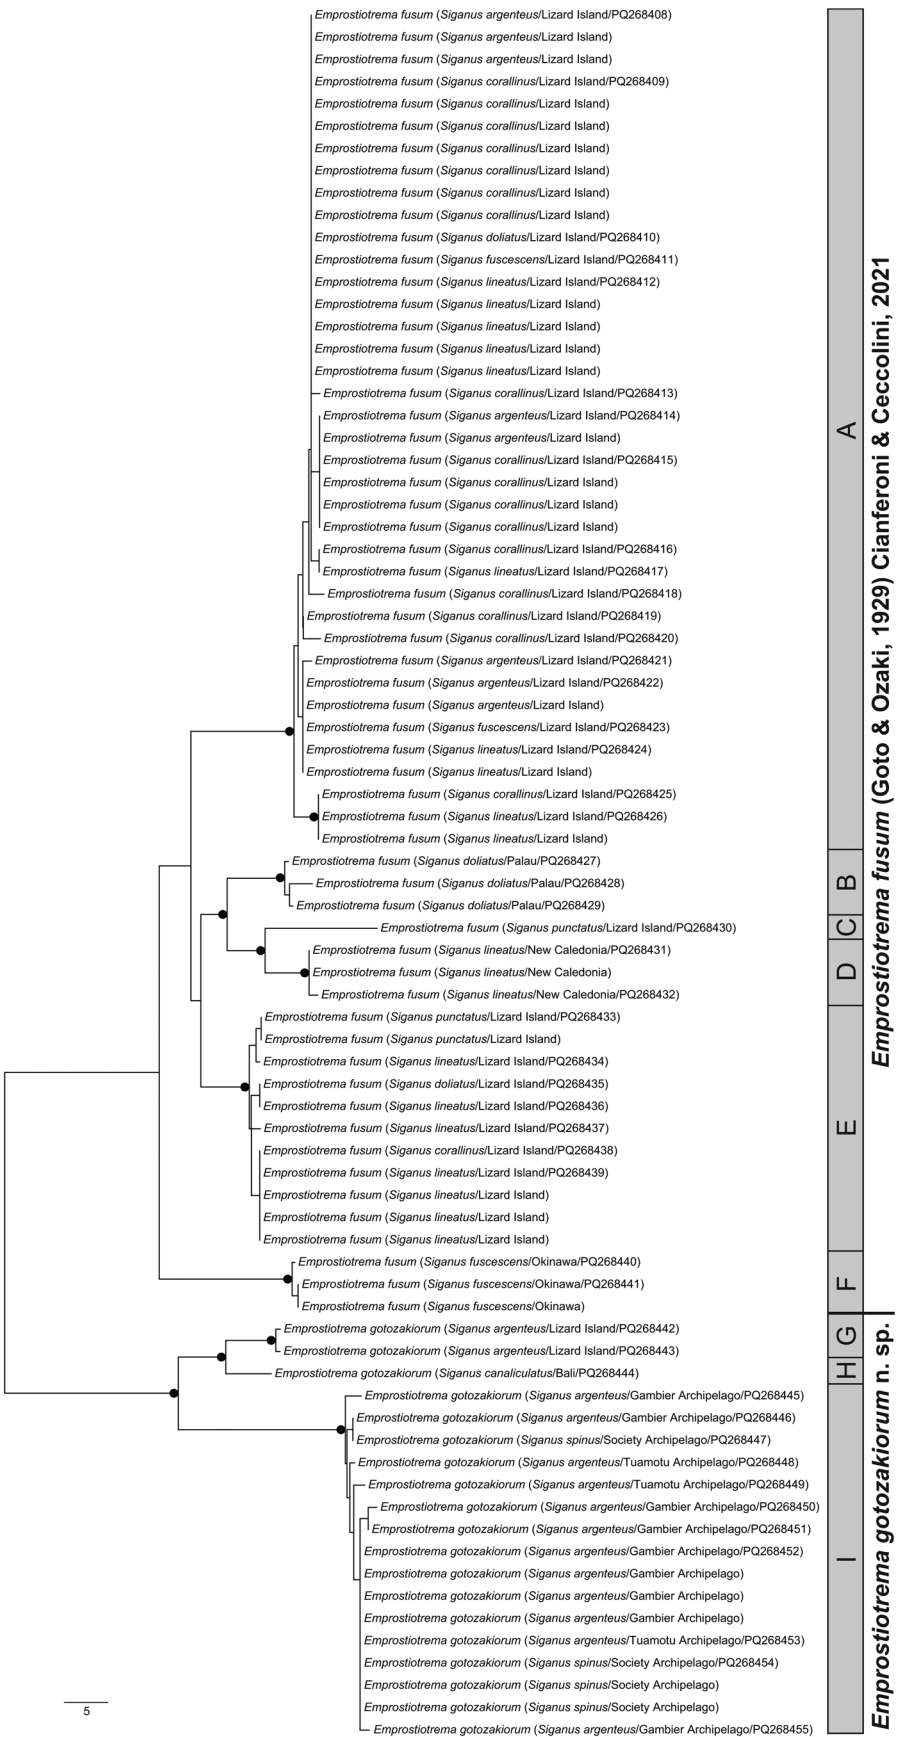 Emprostiotrema fusum (Siganus argenteus/Lizard Island/PQ268408)
Emprostiotrema fusum (Siganus argenteus/Lizard Island)
Emprostiotrema fusum (Siganus argenteus/Lizard Island)
Emprostiotrema fusum (Siganus corallinus/Lizard Island/PQ268409)
Emprostiotrema fusum (Siganus corallinus/Lizard Island)
Emprostiotrema fusum (Siganus corallinus/Lizard Island)
Emprostiotrema fusum (Siganus corallinus/Lizard Island)
Emprostiotrema fusum (Siganus corallinus/Lizard Island)
Emprostiotrema fusum (Siganus corallinus/Lizard Island)
Emprostiotrema fusum (Siganus corallinus/Lizard Island)
Emprostiotrema fusum (Siganus doliatus/Lizard Island/PQ268410)
Emprostiotrema fusum (Siganus fuscescens/Lizard Island/PQ268411)
Emprostiotrema fusum (Siganus lineatus/Lizard Island/PQ268412)
Emprostiotrema fusum (Siganus lineatus/Lizard Island)
Emprostiotrema fusum (Siganus lineatus/Lizard Island)
Emprostiotrema fusum (Siganus lineatus/Lizard Island)
Emprostiotrema fusum (Siganus lineatus/Lizard Island)
Emprostiotrema fusum (Siganus corallinus/Lizard Island/PQ268413)
Emprostiotrema fusum (Siganus argenteus/Lizard Island/PQ268414)
Emprostiotrema fusum (Siganus argenteus/Lizard Island)
Emprostiotrema fusum (Siganus corallinus/Lizard Island/PQ268415)
Emprostiotrema fusum (Siganus corallinus/Lizard Island)
Emprostiotrema fusum (Siganus corallinus/Lizard Island)
Emprostiotrema fusum (Siganus corallinus/Lizard Island)
Emprostiotrema fusum (Siganus corallinus/Lizard Island/PQ268416)
Emprostiotrema fusum (Siganus lineatus/Lizard Island/PQ268417)
Emprostiotrema fusum (Siganus corallinus/Lizard Island/PQ268418)
Emprostiotrema fusum (Siganus corallinus/Lizard Island/PQ268419)
Emprostiotrema fusum (Siganus corallinus/Lizard Island/PQ268420)
Emprostiotrema fusum (Siganus argenteus/Lizard Island/PQ268421)
Emprostiotrema fusum (Siganus argenteus/Lizard Island/PQ268422)
Emprostiotrema fusum (Siganus argenteus/Lizard Island)
Emprostiotrema fusum (Siganus fuscescens/Lizard Island/PQ268423)
Emprostiotrema fusum (Siganus lineatus/Lizard Island/PQ268424)
Emprostiotrema fusum (Siganus lineatus/Lizard Island)
Emprostiotrema fusum (Siganus corallinus/Lizard Island/PQ268425)
Emprostiotrema fusum (Siganus lineatus/Lizard Island/PQ268426)
Emprostiotrema fusum (Siganus lineatus/Lizard Island)
Emprostiotrema fusum (Siganus doliatus/Palau/PQ268427)
Emprostiotrema fusum (Siganus doliatus/Palau/PQ268428)
Emprostiotrema fusum (Siganus doliatus/Palau/PQ268429)
Emprostiotrema fusum (Siganus punctatus/Lizard Island/PQ268430)
Emprostiotrema fusum (Siganus lineatus/New Caledonia/PQ268431)
Emprostiotrema fusum (Siganus lineatus/New Caledonia)
Emprostiotrema fusum (Siganus lineatus/New Caledonia/PQ268432)
Emprostiotrema fusum (Siganus punctatus/Lizard Island/PQ268433)
Emprostiotrema fusum (Siganus punctatus/Lizard Island)
Emprostiotrema fusum (Siganus lineatus/Lizard Island/PQ268434)
Emprostiotrema fusum (Siganus doliatus/Lizard Island/PQ268435)
Emprostiotrema fusum (Siganus lineatus/Lizard Island/PQ268436)
Emprostiotrema fusum (Siganus lineatus/Lizard Island/PQ268437)
Emprostiotrema fusum (Siganus corallinus/Lizard Island/PQ268438)
Emprostiotrema fusum (Siganus lineatus/Lizard Island/PQ268439)
Emprostiotrema fusum (Siganus lineatus/Lizard Island)
Emprostiotrema fusum (Siganus lineatus/Lizard Island)
Emprostiotrema fusum (Siganus lineatus/Lizard Island)
Emprostiotrema fusum (Siganus fuscescens/Okinawa/PQ268440)
Emprostiotrema fusum (Siganus fuscescens/Okinawa/PQ268441)
Emprostiotrema fusum (Siganus fuscescens/Okinawa)
Emprostiotrema gotozakiorum (Siganus argenteus/Lizard Island/PQ268442)
Emprostiotrema gotozakiorum (Siganus argenteus/Lizard Island/PQ268443)
Emprostiotrema gotozakiorum (Siganus canaliculatus/Bali/PQ268444)
Emprostiotrema gotozakiorum (Siganus argenteus/Gambier Archipelago/PQ268445)
Emprostiotrema gotozakiorum (Siganus argenteus/Gambier Archipelago/PQ268446)
Emprostiotrema gotozakiorum (Siganus spinus/Society Archipelago/PQ268447)
Emprostiotrema gotozakiorum (Siganus argenteus/Tuamotu Archipelago/PQ268448)
Emprostiotrema gotozakiorum (Siganus argenteus/Tuamotu Archipelago/PQ268449)
Emprostiotrema gotozakiorum (Siganus argenteus/Gambier Archipelago/PQ268450)
Emprostiotrema gotozakiorum (Siganus argenteus/Gambier Archipelago/PQ268451)
Emprostiotrema gotozakiorum (Siganus argenteus/Gambier Archipelago/PQ268452)
Emprostiotrema gotozakiorum (Siganus argenteus/Gambier Archipelago)
Emprostiotrema gotozakiorum (Siganus argenteus/Gambier Archipelago)
Emprostiotrema gotozakiorum (Siganus argenteus/Gambier Archipelago)
Emprostiotrema gotozakiorum (Siganus argenteus/Tuamotu Archipelago/PQ268453)
Emprostiotrema gotozakiorum (Siganus spinus/Society Archipelago/PQ268454)
Emprostiotrema gotozakiorum (Siganus spinus/Society Archipelago)
Emprostiotrema gotozakiorum (Siganus spinus/Society Archipelago)
Emprostiotrema gotozakiorum (Siganus argenteus/Gambier Archipelago/PQ268455)
5
A
B
C
D
E
F
G
H
I
Emprostiotrema fusum (Goto & Ozaki, 1929) Cianferoni & Ceccolini, 2021
Emprostiotrema gotozakiorum n. sp.